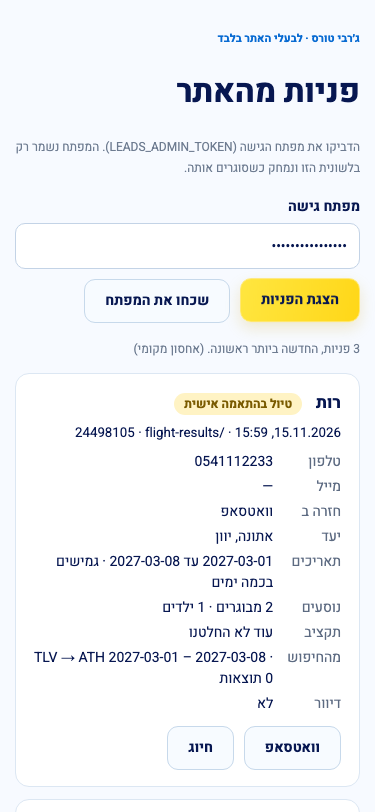 ג'רבי טורס · לבעלי האתר בלבד
פניות מהאתר
הדביקו את מפתח הגישה (LEADS_ADMIN_TOKEN). המפתח נשמר רק
בלשונית הזו ונמחק כשסוגרים אותה.
מפתח גישה
••••••••••••••••
הצגת הפניות
שכחו את המפתח
3 פניות, החדשה ביותר ראשונה. (אחסון מקומי)
רות
טיול בהתאמה אישית
15.11.2026, 15:59 · /flight-results · 24498105
טלפון 0541112233
מייל —
חזרה ב וואטסאפ
יעד אתונה, יוון
תאריכים 2027-03-01 עד 2027-03-08 · גמישים
בכמה ימים
נוסעים 2 מבוגרים · 1 ילדים
תקציב עוד לא החלטנו
מהחיפוש TLV → ATH 2027-03-01 – 2027-03-08 ·
0 תוצאות
דיוור לא
וואטסאפ
חיוג